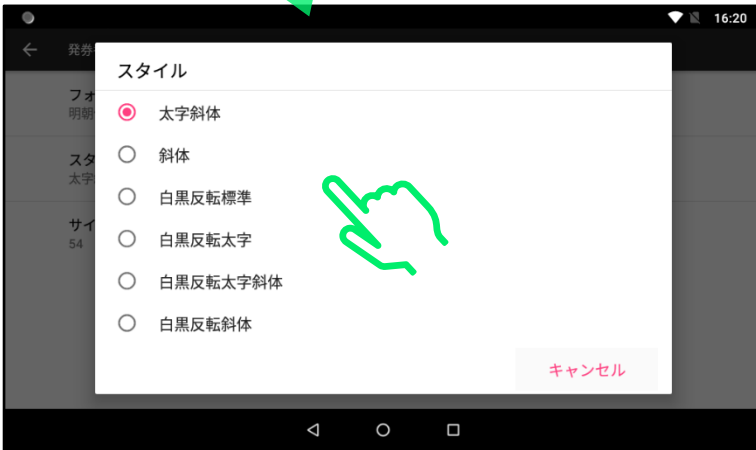 16:20
発券
スタイル
フォ
明朝
太字斜体
斜体
スタ
太字
白黒反転標準
サイ
54
白黒反転太字
白黒反転太字斜体
白黒反転斜体
キャンセル